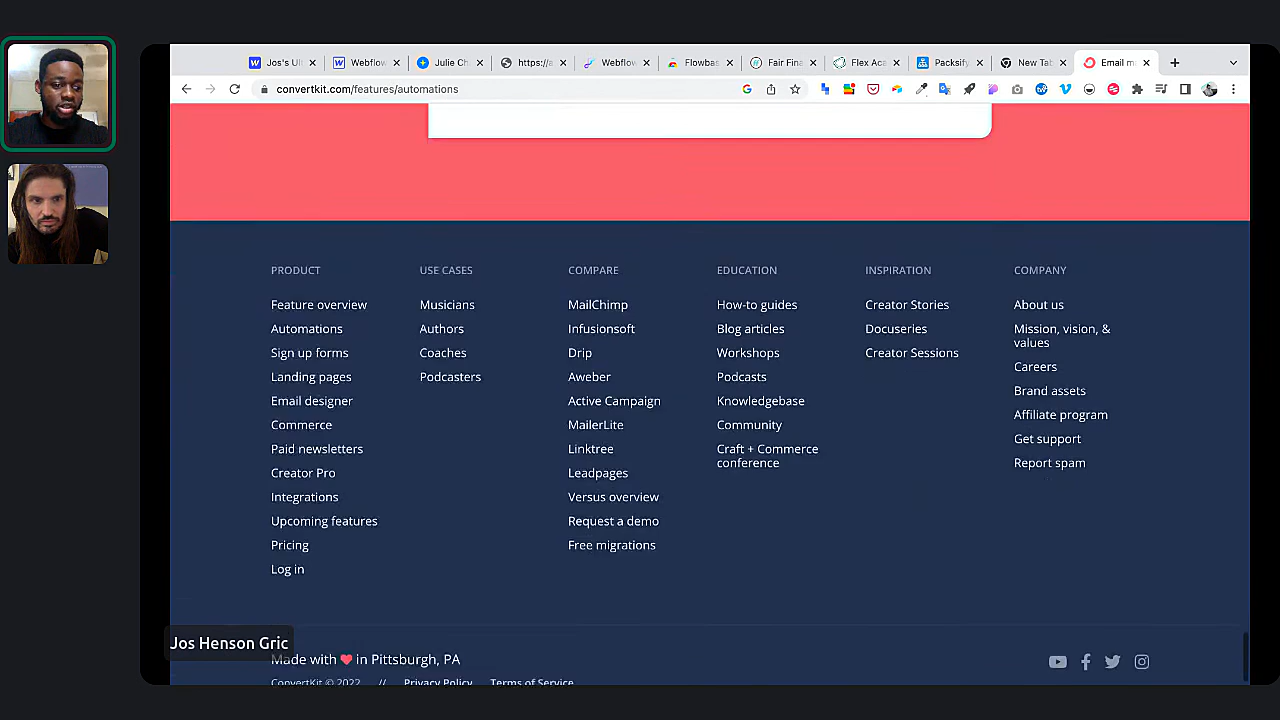 Jos's Ul
Webflow
Julie Ch
https://a
Webflow
Flowbas
Fair Fina
Flex Aca
Packsity
New Tab
Email m
convertkit.com/features/automations
PRODUCT
Feature overview
Automations
Sign up forms
Landing pages
Email designer
Commerce
Paid newsletters
Creator Pro
Integrations
Upcoming features
Pricing
Log in
USE CASES
Musicians
Authors
Coaches
Podcasters
COMPARE
MailChimp
Infusionsoft
Drip
Aweber
Active Campaign
MailerLite
Linktree
Leadpages
Versus overview
Request a demo
Free migrations
EDUCATION
How-to guides
Blog articles
Workshops
Podcasts
Knowledgebase
Community
Craft + Commerce
conference
INSPIRATION
Creator Stories
Docuseries
Creator Sessions
COMPANY
About us
Mission, vision, &
values
Careers
Brand assets
Affiliate program
Get support
Report spam
Jos Henson Gric
Made with ❤ in Pittsburgh, PA
ConvertKit © 2022 // Privacy Policy Terms of Service